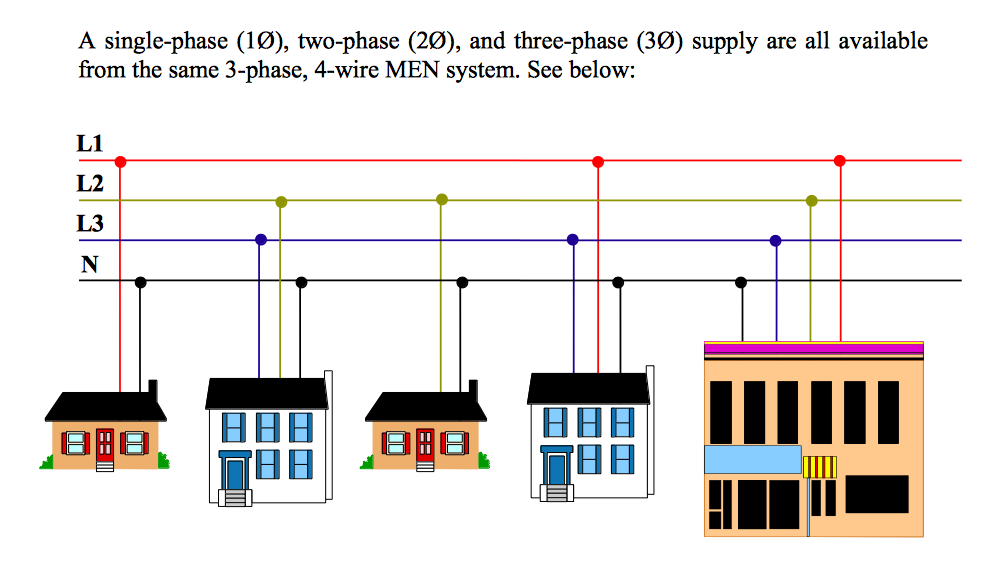 A single-phase (1Ø), two-phase (2Ø), and three-phase (3Ø) supply are all available
from the same 3-phase, 4-wire MEN system. See below:
L1
L2
L3
N